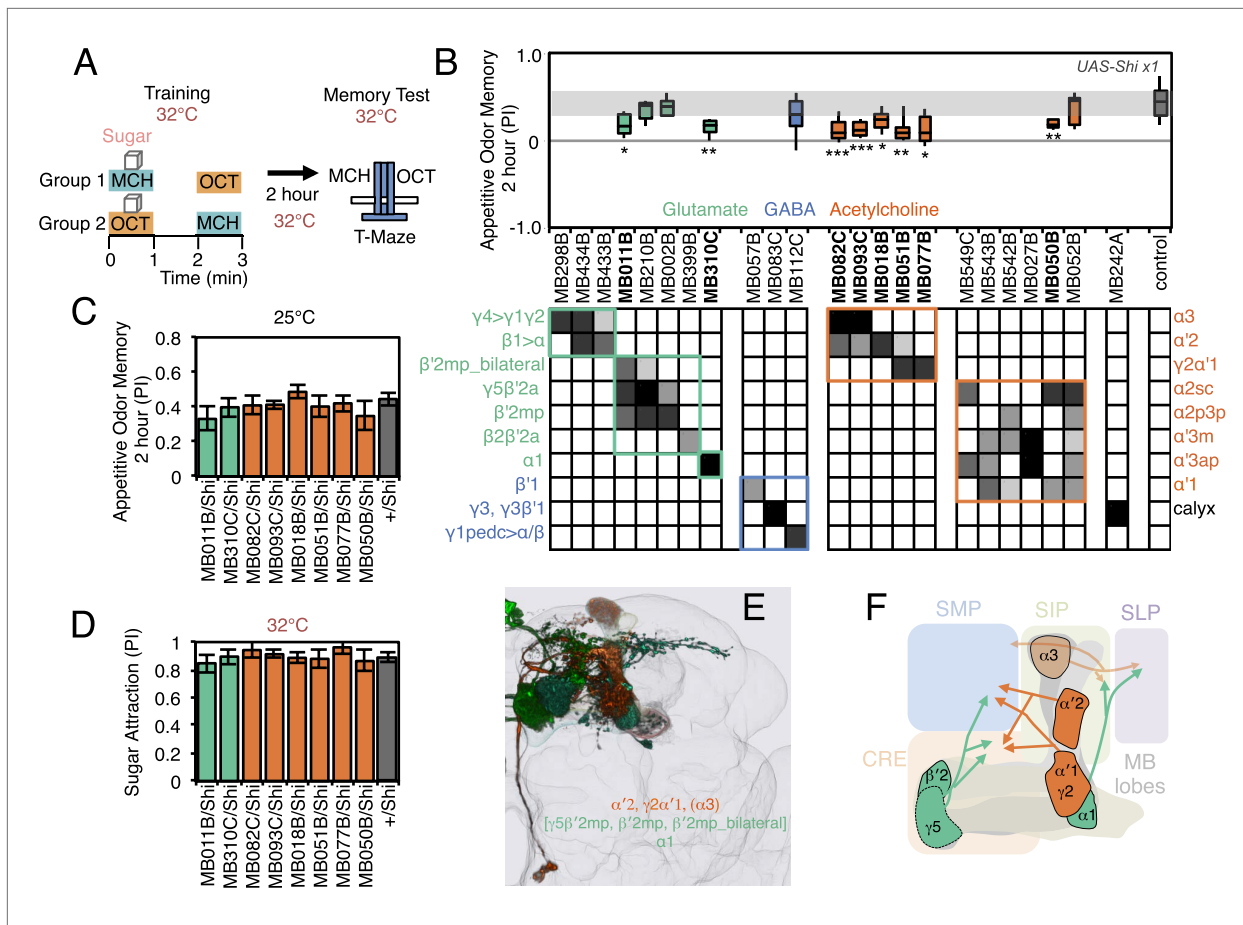 A
Training
32°C
Sugar
Group 1
MCH
OCT
Group 2
OCT
MCH
0
1
2
3
Time (min)
2 hour
32°C
Memory Test
32°C
MCH
OCT
T-Maze
B
Appetitive Odor Memory
2 hour (PI)
1.0
0
-1.0
UAS-Shi x1
*
**
***
***
*
**
*
**
Glutamate
GABA
Acetylcholine
MB298B
MB434B
MB433B
MB011B
MB210B
MB002B
MB399B
MB310C
MB057B
MB083C
MB112C
MB082C
MB093C
MB018B
MB051B
MB077B
MB549C
MB543B
MB542B
MB027B
MB050B
MB052B
MB242A
control
γ4>γ1γ2
β1>α
β'2mp_bilateral
γ5β'2a
β'2mp
β2β'2a
α1
β'1
γ3, γ3β'1
γ1pedc>α/β
α3
α'2
γ2α'1
α2sc
α2p3p
α'3m
α'3ap
α'1
calyx
C
25°C
Appetitive Odor Memory
2 hour (PI)
0.8
0.6
0.4
0.2
0
MB011B/Shi
MB310C/Shi
MB082C/Shi
MB093C/Shi
MB018B/Shi
MB051B/Shi
MB077B/Shi
MB050B/Shi
+/Shi
D
32°C
Sugar Attraction (PI)
1
0.8
0.6
0.4
0.2
0
MB011B/Shi
MB310C/Shi
MB082C/Shi
MB093C/Shi
MB018B/Shi
MB051B/Shi
MB077B/Shi
MB050B/Shi
+/Shi
E
α'2, γ2α'1, (α3)
[γ5β'2mp, β'2mp, β'2mp_bilateral]
α1
F
SMP
SIP
SLP
CRE
MB
lobes
α3
α'2
α'1
γ2
α1
β'2
γ5